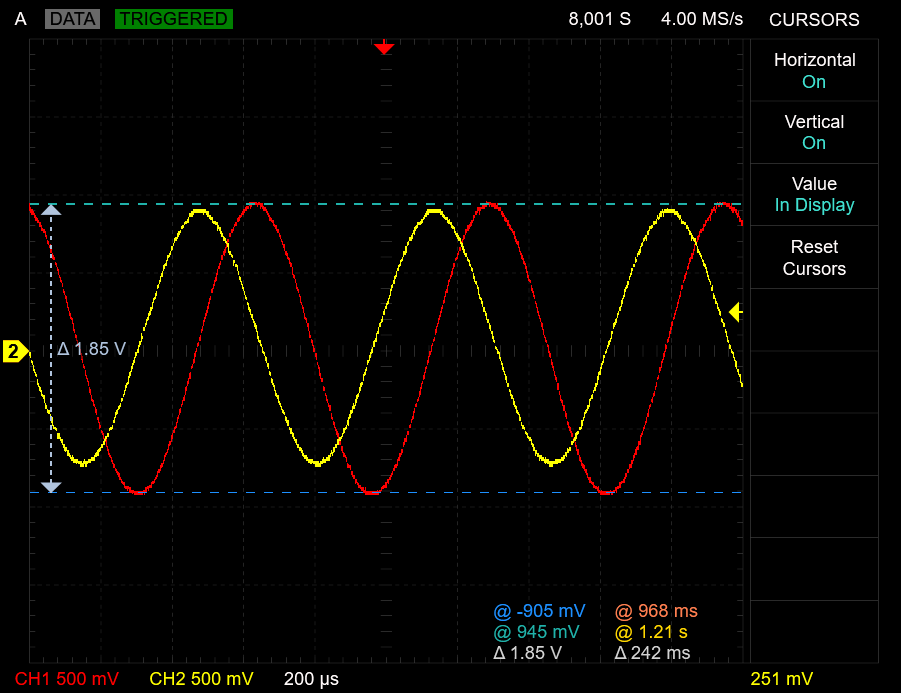 A DATA TRIGGERED 8,001 S 4.00 MS/s CURSORS
Horizontal
On
Vertical
On
Value
In Display
Reset
Cursors
2
Δ 1.85 V
@ -905 mV @ 968 ms
@ 945 mV @ 1.21 s
Δ 1.85 V Δ 242 ms
CH1 500 mV CH2 500 mV 200 µs 251 mV